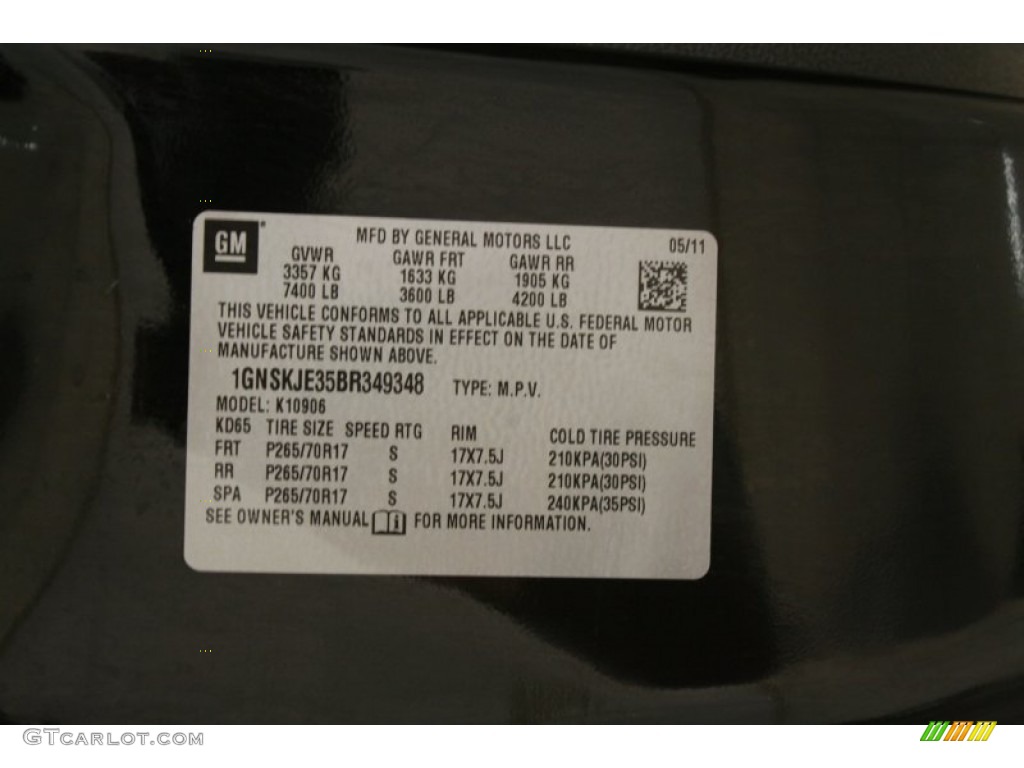 GM
MFD BY GENERAL MOTORS LLC 05/11
GVWR GAWR FRT GAWR RR
3357 KG 1633 KG 1905 KG
7400 LB 3600 LB 4200 LB
THIS VEHICLE CONFORMS TO ALL APPLICABLE U.S. FEDERAL MOTOR
VEHICLE SAFETY STANDARDS IN EFFECT ON THE DATE OF
MANUFACTURE SHOWN ABOVE.
1GNSKJE35BR349348 TYPE: M.P.V.
MODEL: K10906
KD65 TIRE SIZE SPEED RTG RIM COLD TIRE PRESSURE
FRT P265/70R17 S 17X7.5J 210KPA(30PSI)
RR P265/70R17 S 17X7.5J 210KPA(30PSI)
SPA P265/70R17 S 17X7.5J 240KPA(35PSI)
SEE OWNER'S MANUAL FOR MORE INFORMATION.
GTCARLOT.COM